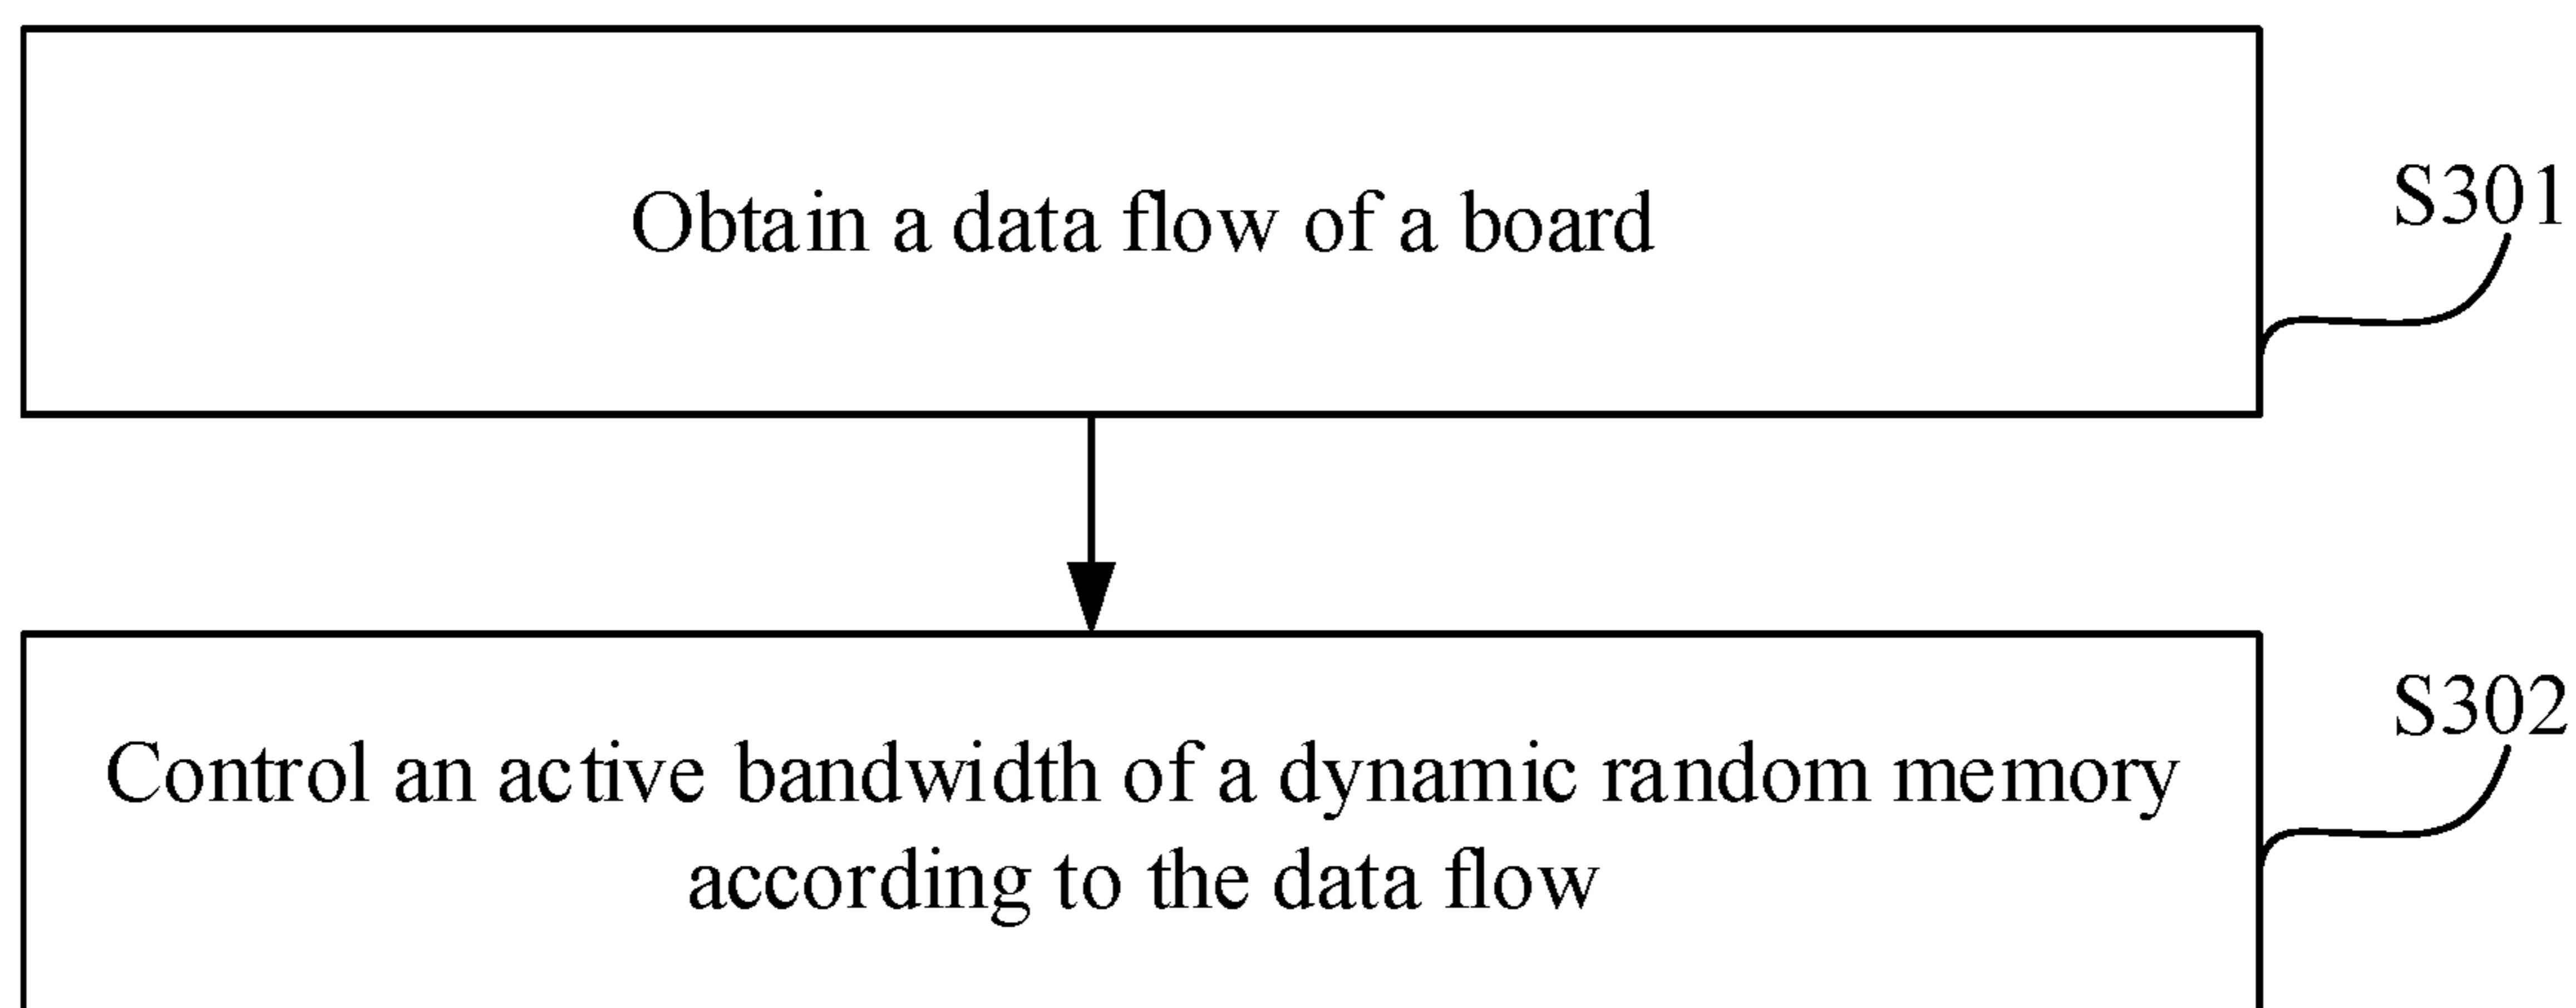 Obtain a data flow of a board
S301
Control an active bandwidth of a dynamic random memory
according to the data flow
S302